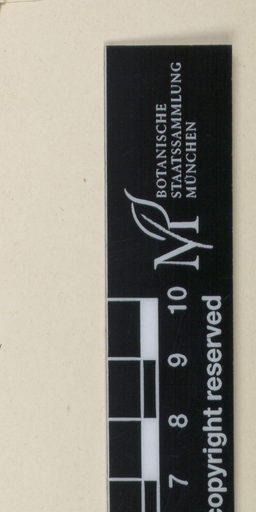 BOTANISCHE
STAATSSAMMLUNG
MÜNCHEN
M
10
9
8
7
copyright reserved